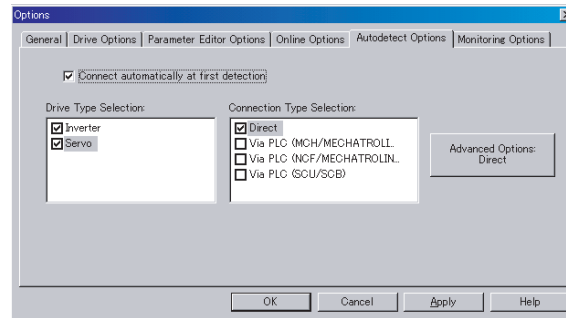 Options
General Drive Options Parameter Editor Options Online Options Autodetect Options Monitoring Options
Connect automatically at first detection
Drive Type Selection: Connection Type Selection:
Inverter
Servo
Direct
Via PLC (MCH/MECHATROLI...
Via PLC (NCF/MECHATROLIN...
Via PLC (SCU/SCB)
Advanced Options:
Direct
OK Cancel Apply Help